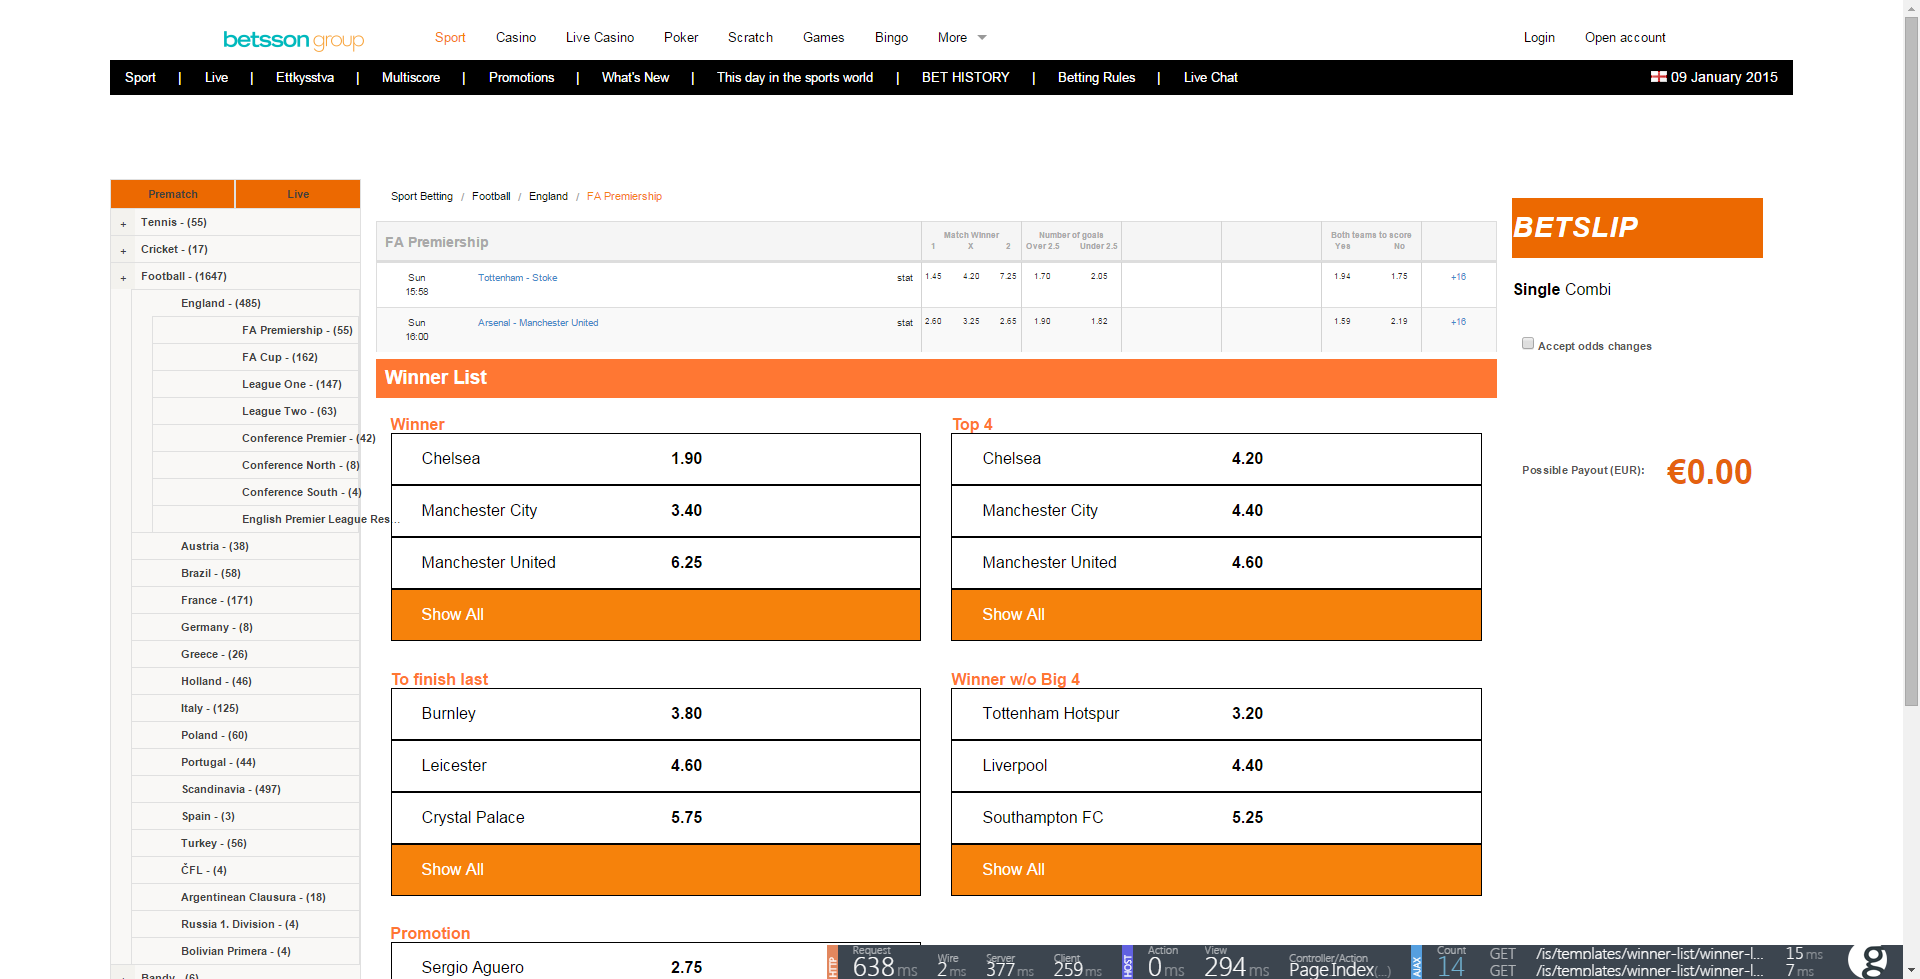 betsson group Sport Casino Live Casino Poker Scratch Games Bingo More Login Open account
Sport | Live | Ettkysstva | Multiscore | Promotions | What's New | This day in the sports world | BET HISTORY | Betting Rules | Live Chat 09 January 2015
Prematch Live
+ Tennis - (55)
+ Cricket - (17)
+ Football - (1647)
England - (485)
FA Premiership - (55)
FA Cup - (162)
League One - (147)
League Two - (63)
Conference Premier - (42)
Conference North - (8)
Conference South - (4)
English Premier League Res...
Austria - (38)
Brazil - (58)
France - (171)
Germany - (8)
Greece - (26)
Holland - (46)
Italy - (125)
Poland - (60)
Portugal - (44)
Scandinavia - (497)
Spain - (3)
Turkey - (56)
ČFL - (4)
Argentinean Clausura - (18)
Russia 1. Division - (4)
Bolivian Primera - (4)
+ Bandy - (6)
Sport Betting / Football / England / FA Premiership
FA Premiership
Match Winner
1 X 2
Number of goals
Over 2.5 Under 2.5
Both teams to score
Yes No
Sun Tottenham - Stoke stat 1.45 4.20 7.25 1.70 2.05 1.94 1.75 +16
15:58
Sun Arsenal - Manchester United stat 2.60 3.25 2.65 1.90 1.82 1.59 2.19 +16
16:00
Winner List
Winner
Chelsea 1.90
Manchester City 3.40
Manchester United 6.25
Show All
Top 4
Chelsea 4.20
Manchester City 4.40
Manchester United 4.60
Show All
To finish last
Burnley 3.80
Leicester 4.60
Crystal Palace 5.75
Show All
Winner w/o Big 4
Tottenham Hotspur 3.20
Liverpool 4.40
Southampton FC 5.25
Show All
Promotion
Sergio Aguero 2.75
BETSLIP
Single Combi
Accept odds changes
Possible Payout (EUR): €0.00
HTTP
Request 638 ms
Wire 2 ms
Server 377 ms
Client 259 ms
HOST
Action 0 ms
View 294 ms
Controller/Action Page Index(...)
AJAX
Count 14
GET /is/templates/winner-list/winner-l... 15 ms
GET /is/templates/winner-list/winner-l... 7 ms
g